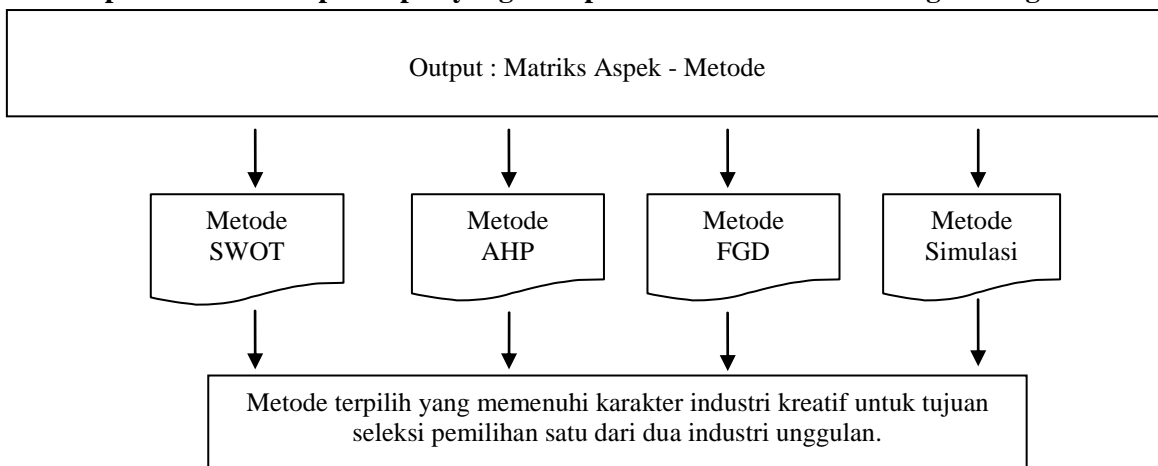 Output : Matriks Aspek - Metode
Metode
SWOT
Metode
AHP
Metode
FGD
Metode
Simulasi
Metode terpilih yang memenuhi karakter industri kreatif untuk tujuan
seleksi pemilihan satu dari dua industri unggulan.